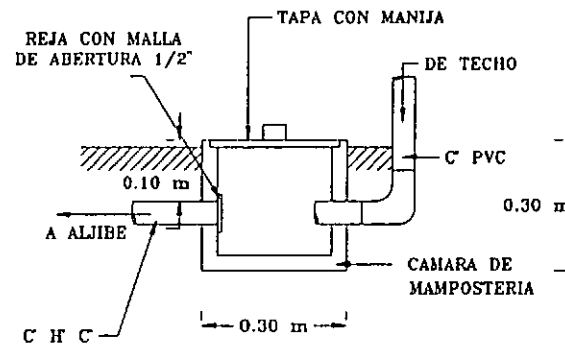 TAPA CON MANIJA
REJA CON MALLA
DE ABERTURA 1/2"
DE TECHO
C' PVC
0.10 m
0.30 m
A ALJIBE
CAMARA DE
MAMPOSTERIA
0.30 m
C' H' C'